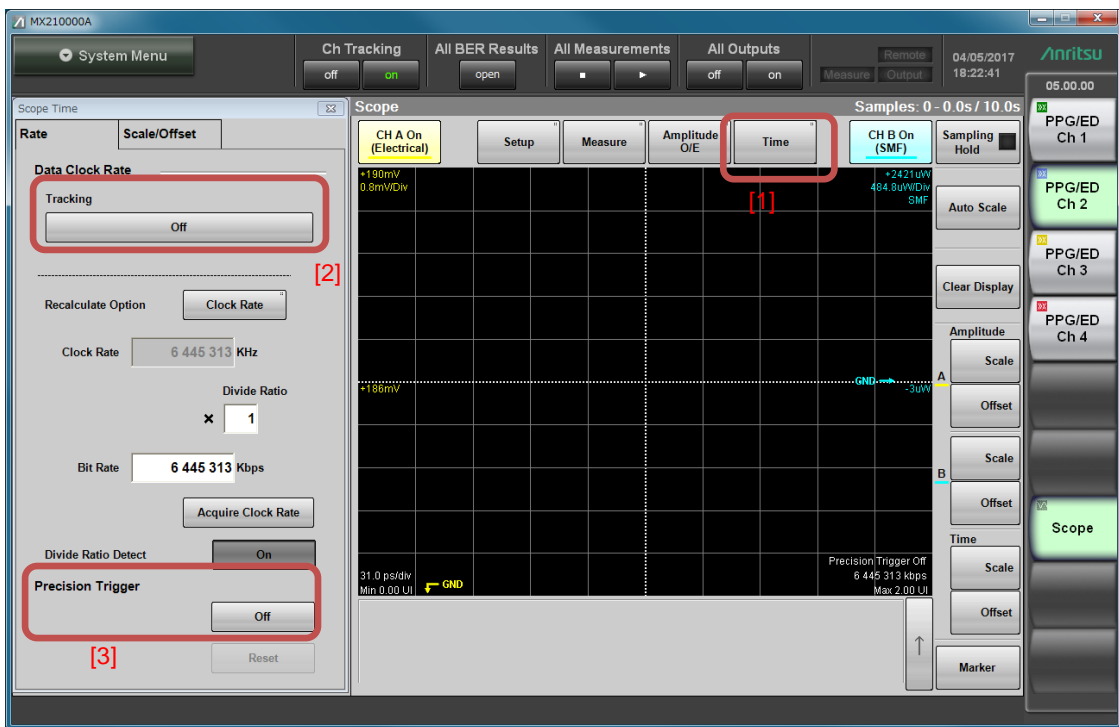 MX210000A
System Menu
Ch Tracking
off
on
All BER Results
open
All Measurements
All Outputs
off
on
Remote
Measure
Output
04/05/2017
18:22:41
Anritsu
05.00.00
Scope Time
Rate
Scale/Offset
Data Clock Rate
Tracking
Off
[2]
Recalculate Option
Clock Rate
Clock Rate
6 445 313 KHz
Divide Ratio
× 1
Bit Rate
6 445 313 Kbps
Acquire Clock Rate
Divide Ratio Detect
On
Precision Trigger
Off
[3]
Reset
Scope
Samples: 0 - 0.0s / 10.0s
CH A On
(Electrical)
Setup
Measure
Amplitude
O/E
Time
CH B On
(SMF)
Sampling
Hold
[1]
+190mV
0.8mV/Div
+2421uW
484.8uW/Div
SMF
+186mV
GND
-3uW
31.0 ps/div
Min 0.00 UI
GND
Precision Trigger Off
6 445 313 kbps
Max 2.00 UI
Auto Scale
Clear Display
Amplitude
A
Scale
Offset
B
Scale
Offset
Time
Scale
Offset
Marker
PPG/ED
Ch 1
PPG/ED
Ch 2
PPG/ED
Ch 3
PPG/ED
Ch 4
Scope